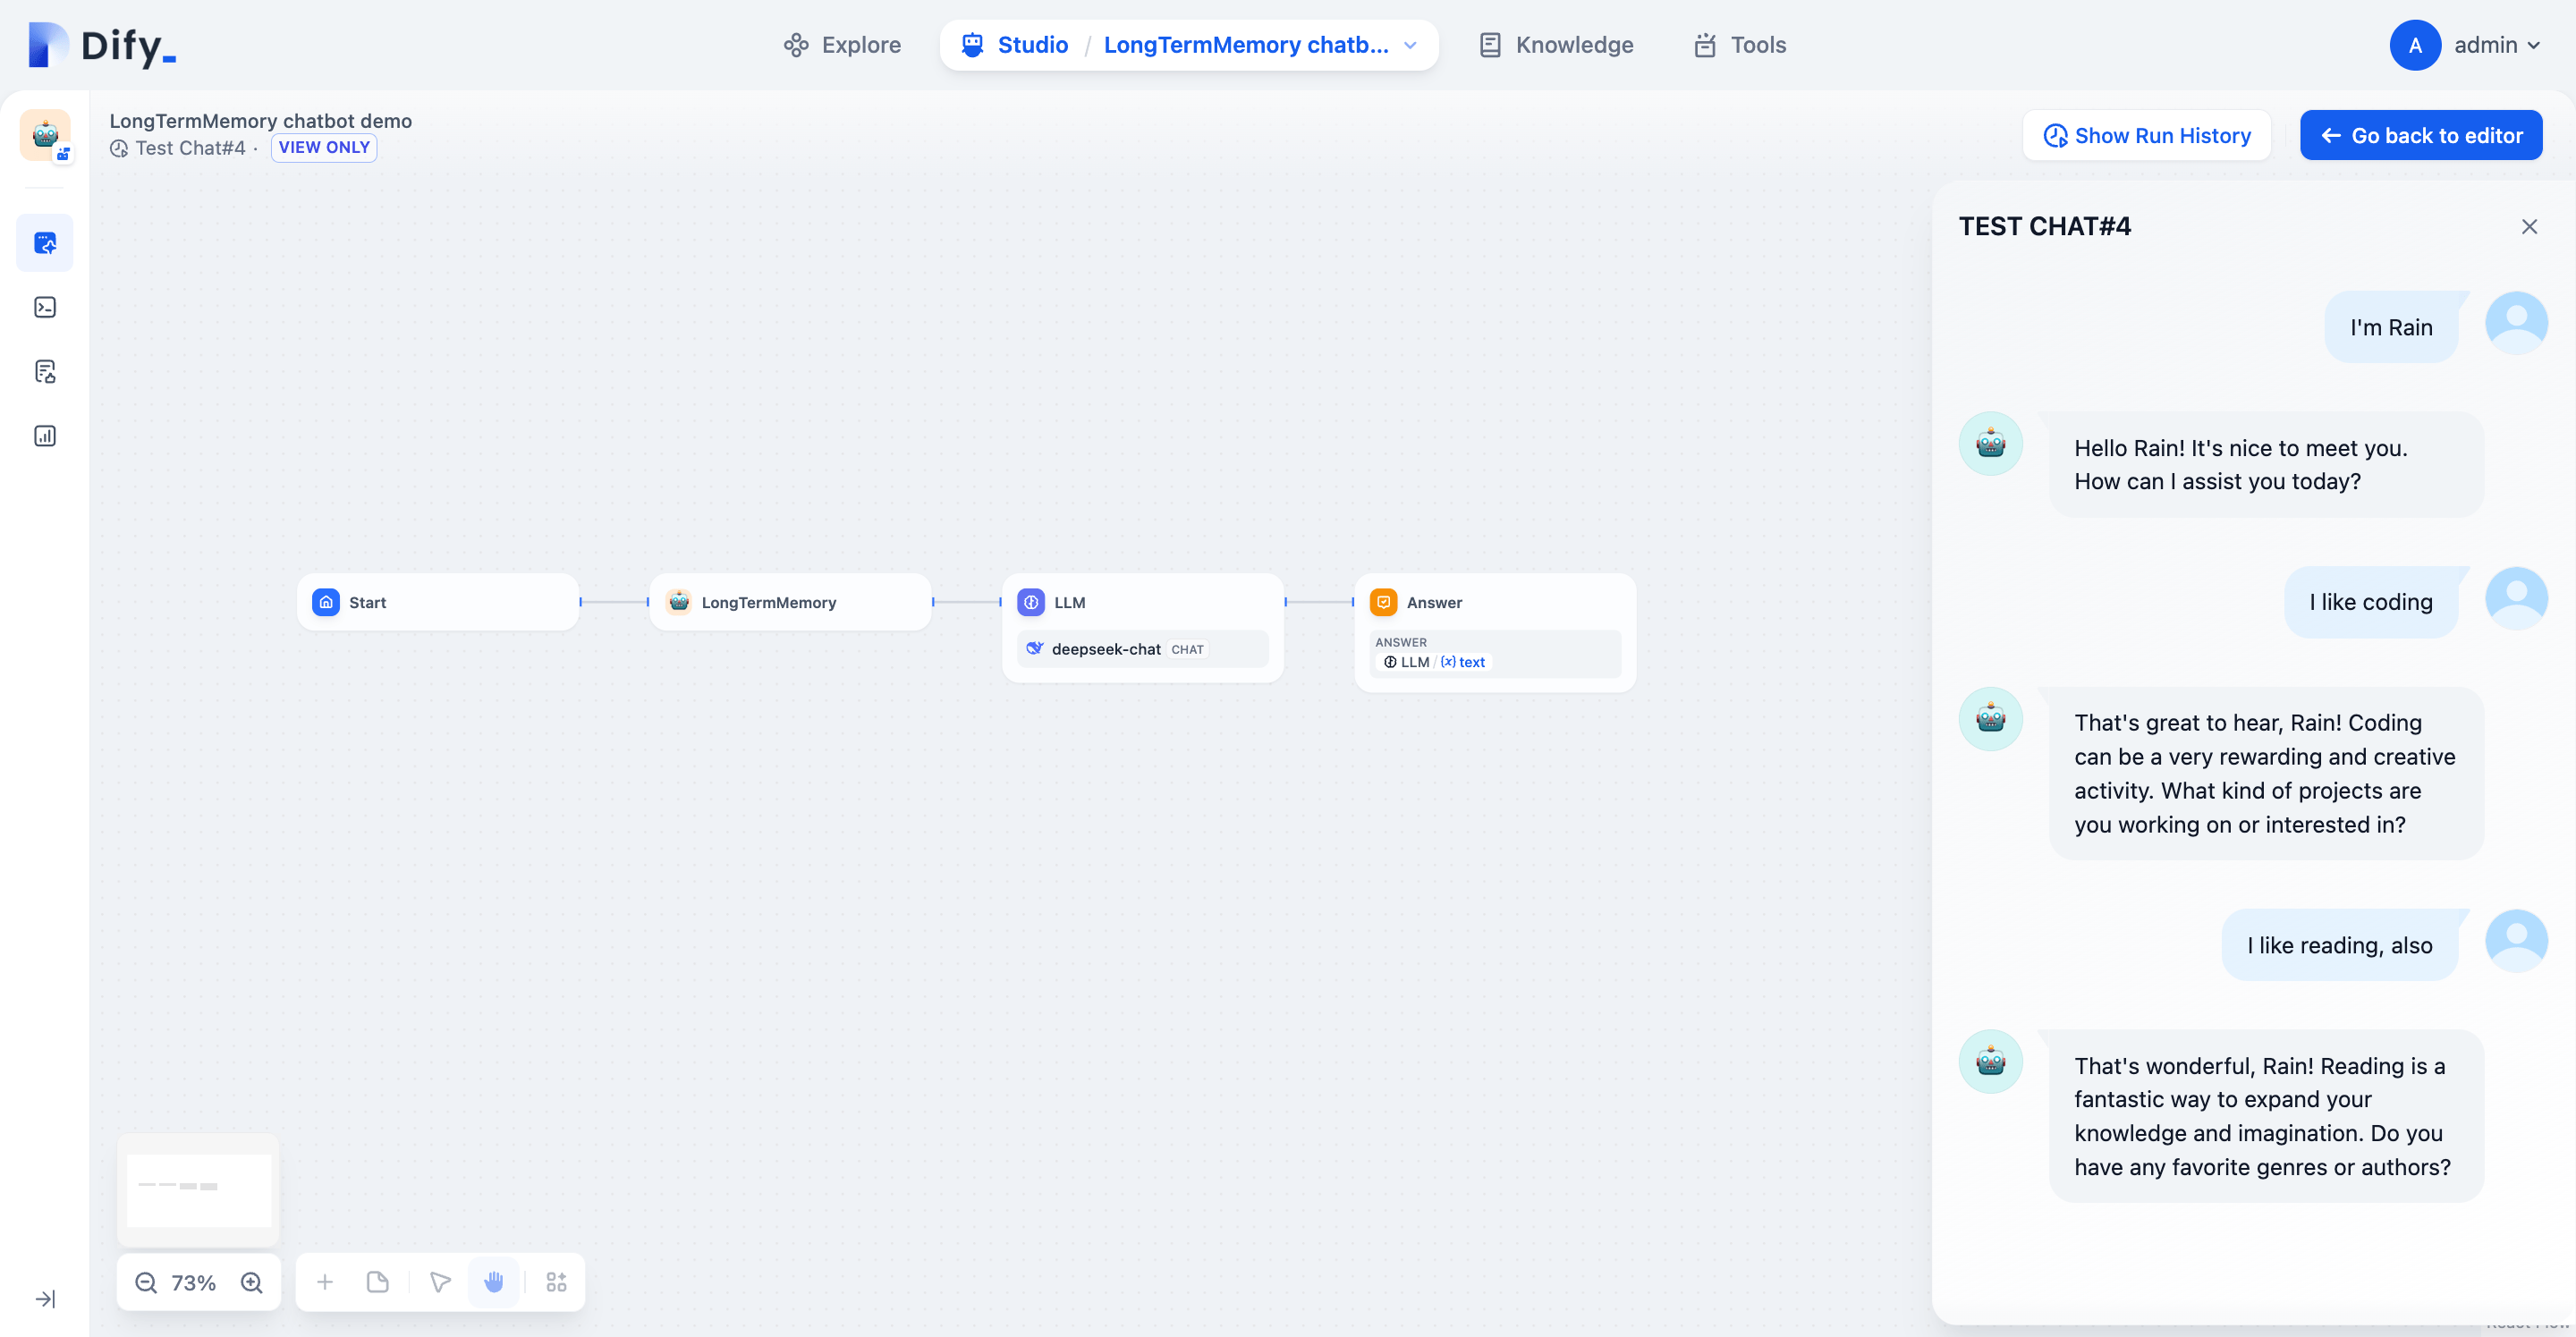 Dify_
Explore
Studio / LongTermMemory chatb...
Knowledge
Tools
A
admin
LongTermMemory chatbot demo
Test Chat#4 · VIEW ONLY
Show Run History
Go back to editor
Start
LongTermMemory
LLM
deepseek-chat CHAT
Answer
ANSWER
LLM / {x} text
73%
TEST CHAT#4
I'm Rain
Hello Rain! It's nice to meet you.
How can I assist you today?
I like coding
That's great to hear, Rain! Coding
can be a very rewarding and creative
activity. What kind of projects are
you working on or interested in?
I like reading, also
That's wonderful, Rain! Reading is a
fantastic way to expand your
knowledge and imagination. Do you
have any favorite genres or authors?